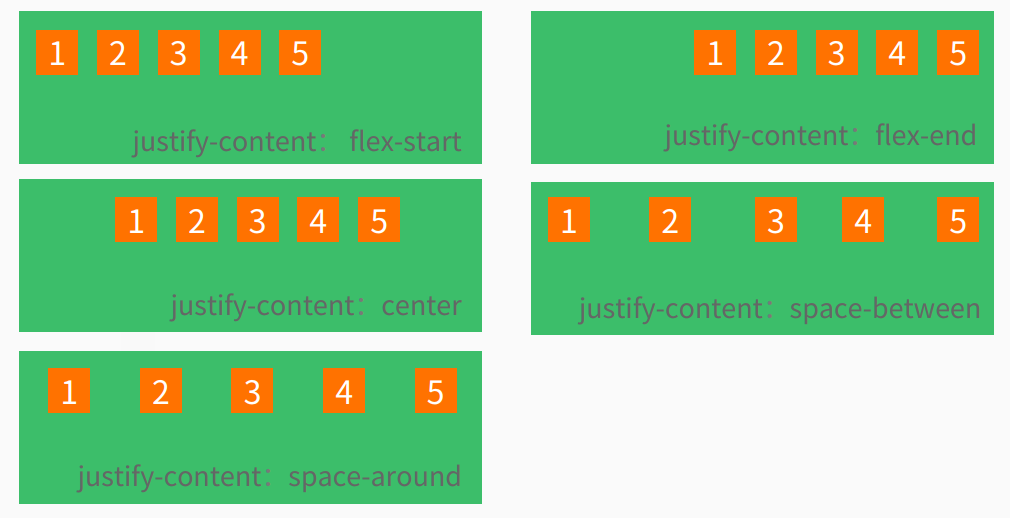 1 2 3 4 5
justify-content： flex-start
1 2 3 4 5
justify-content：flex-end
1 2 3 4 5
justify-content：center
1 2 3 4 5
justify-content：space-between
1 2 3 4 5
justify-content：space-around